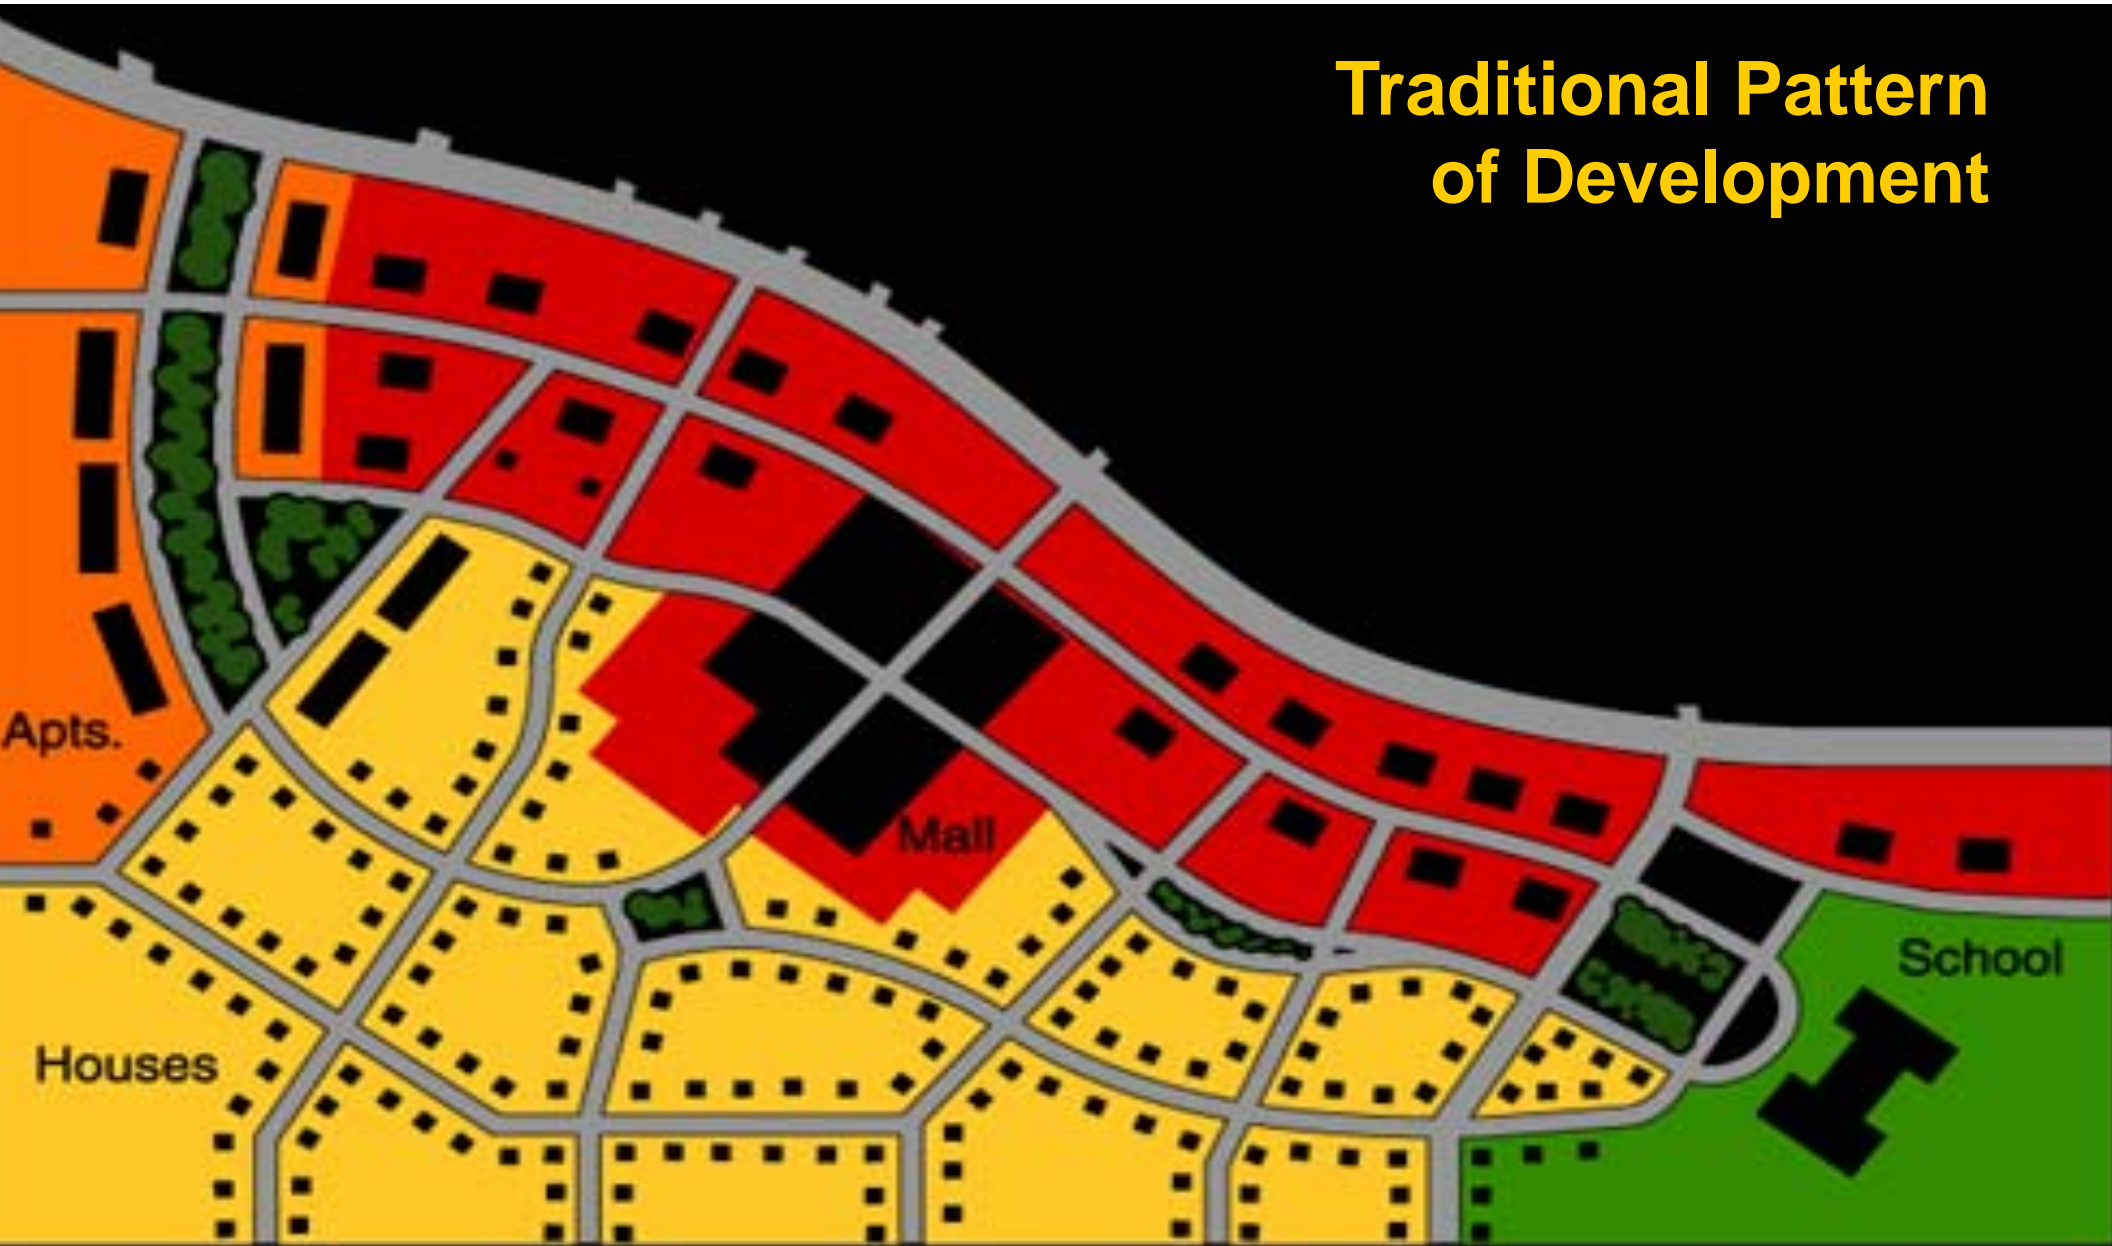 Traditional Pattern
of Development
Apts.
Mall
School
Houses